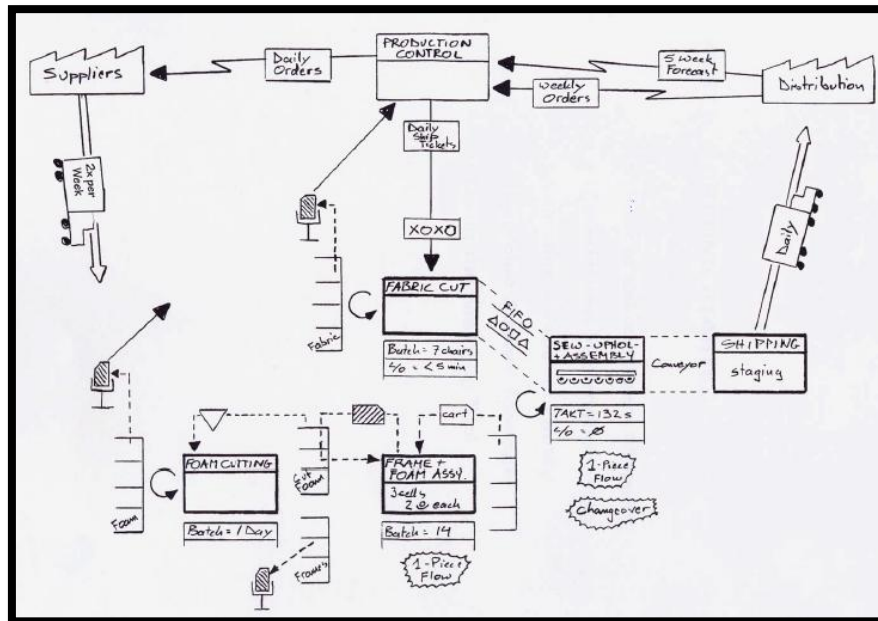 PRODUCTION
CONTROL
Suppliers
Daily
Orders
5 Week
Forecast
Weekly
Orders
Distribution
Daily
Ship
Tickets
2x per
Week
Daily
XOXO
FABRIC CUT
Fabric
Batch = 7 chairs
c/o = <5 min
FIFO
SEW-UPHOL-
+ASSEMBLY
Conveyor
SHIPPING
staging
TAKT = 132 s
c/o = Ø
1-Piece
Flow
Changeover
cart
FOAM CUTTING
Foam
Batch = 1 Day
Cut
Foam
FRAME +
FOAM ASSY.
3 cells
2 @ each
Batch = 14
1-Piece
Flow
Frames